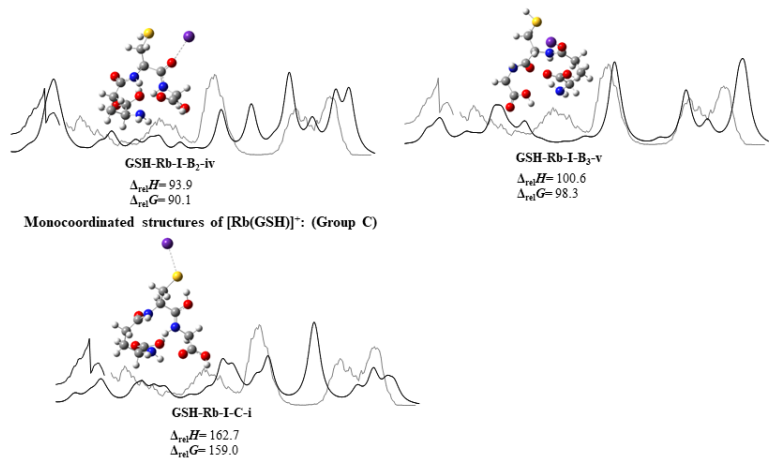 GSH-Rb-I-B₂-iv
ΔrelH= 93.9
ΔrelG= 90.1
GSH-Rb-I-B₃-v
ΔrelH= 100.6
ΔrelG= 98.3
Monocoordinated structures of [Rb(GSH)]⁺: (Group C)
GSH-Rb-I-C-i
ΔrelH= 162.7
ΔrelG= 159.0